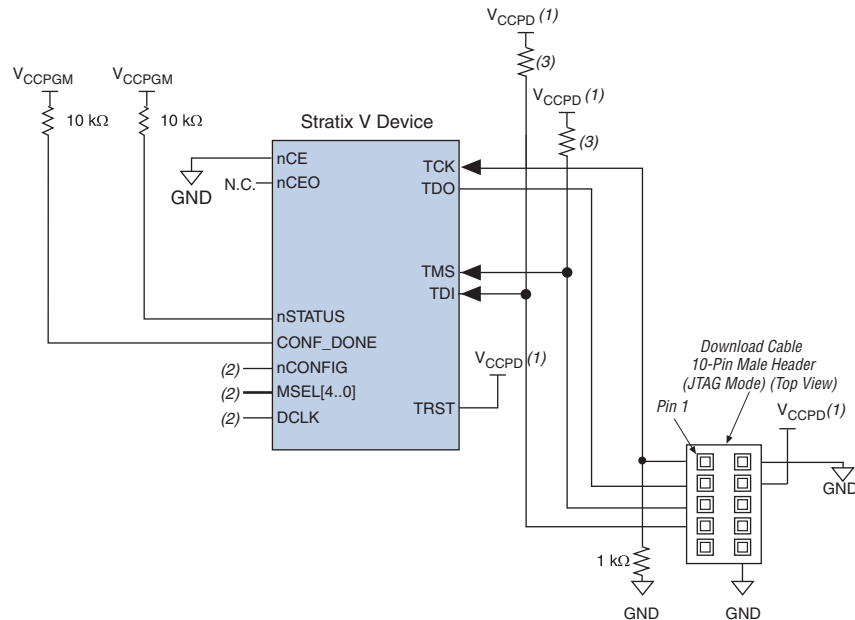 VCCPD (1)
(3)
VCCPGM
VCCPGM
VCCPD (1)
10 kΩ
10 kΩ
Stratix V Device
(3)
nCE
TCK
GND
N.C.
nCEO
TDO
TMS
TDI
nSTATUS
CONF_DONE
(2)
nCONFIG
VCCPD (1)
(2)
MSEL[4..0]
(2)
DCLK
TRST
Download Cable
10-Pin Male Header
(JTAG Mode) (Top View)
Pin 1
VCCPD(1)
GND
1 kΩ
GND
GND